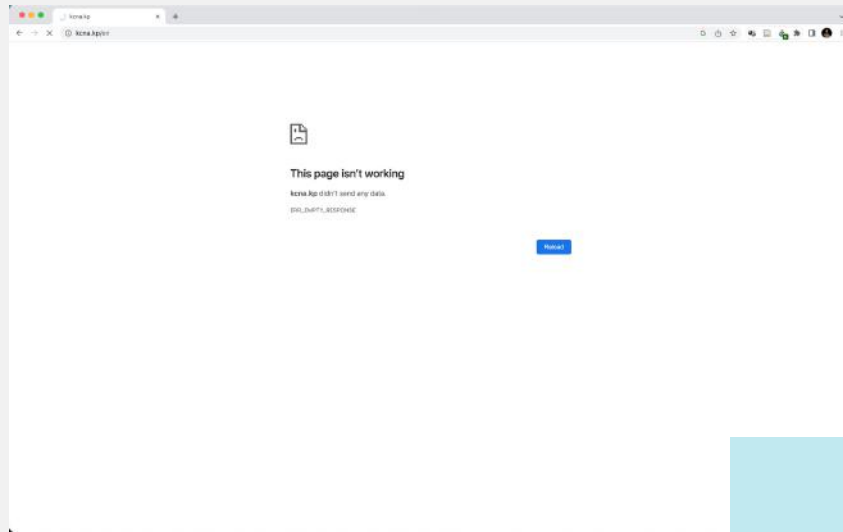 kcna.kp
kcna.kp/en
This page isn't working
kcna.kp didn't send any data.
ERR_EMPTY_RESPONSE
Reload